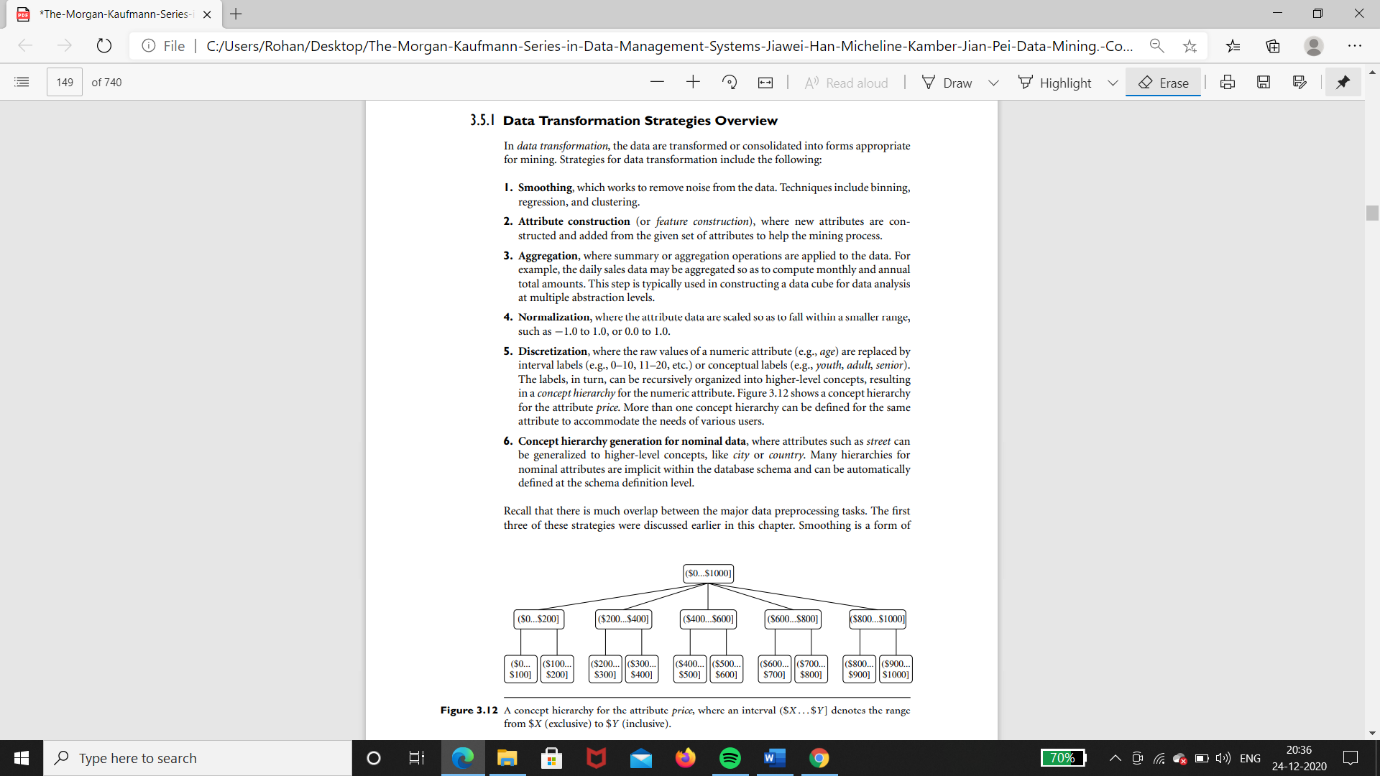 *The-Morgan-Kaufmann-Series-
File | C:/Users/Rohan/Desktop/The-Morgan-Kaufmann-Series-in-Data-Management-Systems-Jiawei-Han-Micheline-Kamber-Jian-Pei-Data-Mining.-Co...
149 of 740
Read aloud
Draw
Highlight
Erase
3.5.1 Data Transformation Strategies Overview
In data transformation, the data are transformed or consolidated into forms appropriate
for mining. Strategies for data transformation include the following:
1. Smoothing, which works to remove noise from the data. Techniques include binning,
regression, and clustering.
2. Attribute construction (or feature construction), where new attributes are con-
structed and added from the given set of attributes to help the mining process.
3. Aggregation, where summary or aggregation operations are applied to the data. For
example, the daily sales data may be aggregated so as to compute monthly and annual
total amounts. This step is typically used in constructing a data cube for data analysis
at multiple abstraction levels.
4. Normalization, where the attribute data are scaled so as to fall within a smaller range,
such as −1.0 to 1.0, or 0.0 to 1.0.
5. Discretization, where the raw values of a numeric attribute (e.g., age) are replaced by
interval labels (e.g., 0–10, 11–20, etc.) or conceptual labels (e.g., youth, adult, senior).
The labels, in turn, can be recursively organized into higher-level concepts, resulting
in a concept hierarchy for the numeric attribute. Figure 3.12 shows a concept hierarchy
for the attribute price. More than one concept hierarchy can be defined for the same
attribute to accommodate the needs of various users.
6. Concept hierarchy generation for nominal data, where attributes such as street can
be generalized to higher-level concepts, like city or country. Many hierarchies for
nominal attributes are implicit within the database schema and can be automatically
defined at the schema definition level.
Recall that there is much overlap between the major data preprocessing tasks. The first
three of these strategies were discussed earlier in this chapter. Smoothing is a form of
($0...$1000]
($0...$200] ($200...$400] ($400...$600] ($600...$800] ($800...$1000]
($0... ($100... ($200... ($300... ($400... ($500... ($600... ($700... ($800... ($900...
$100] $200] $300] $400] $500] $600] $700] $800] $900] $1000]
Figure 3.12 A concept hierarchy for the attribute price, where an interval ($X...$Y] denotes the range
from $X (exclusive) to $Y (inclusive).
Type here to search
70%
ENG
20:36
24-12-2020